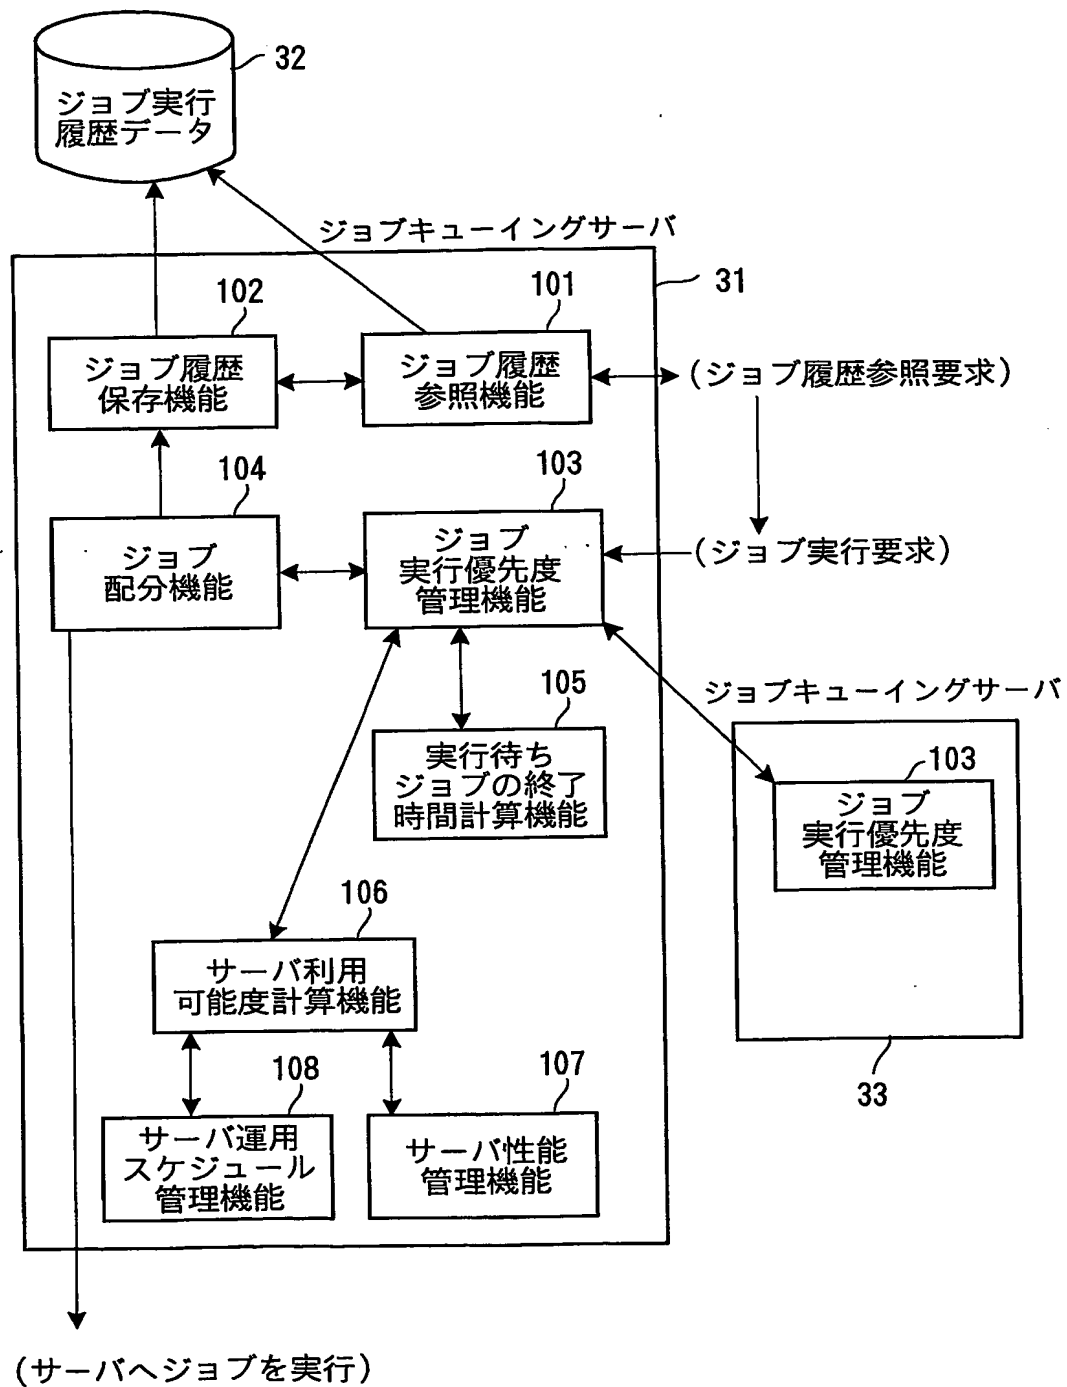 32
ジョブ実行
履歴データ
ジョブキューイングサーバ
31
102
101
ジョブ履歴
保存機能
ジョブ履歴
参照機能
(ジョブ履歴参照要求)
104
103
ジョブ
配分機能
ジョブ
実行優先度
管理機能
(ジョブ実行要求)
105
実行待ち
ジョブの終了
時間計算機能
ジョブキューイングサーバ
103
ジョブ
実行優先度
管理機能
33
106
サーバ利用
可能度計算機能
108
107
サーバ運用
スケジュール
管理機能
サーバ性能
管理機能
(サーバへジョブを実行)